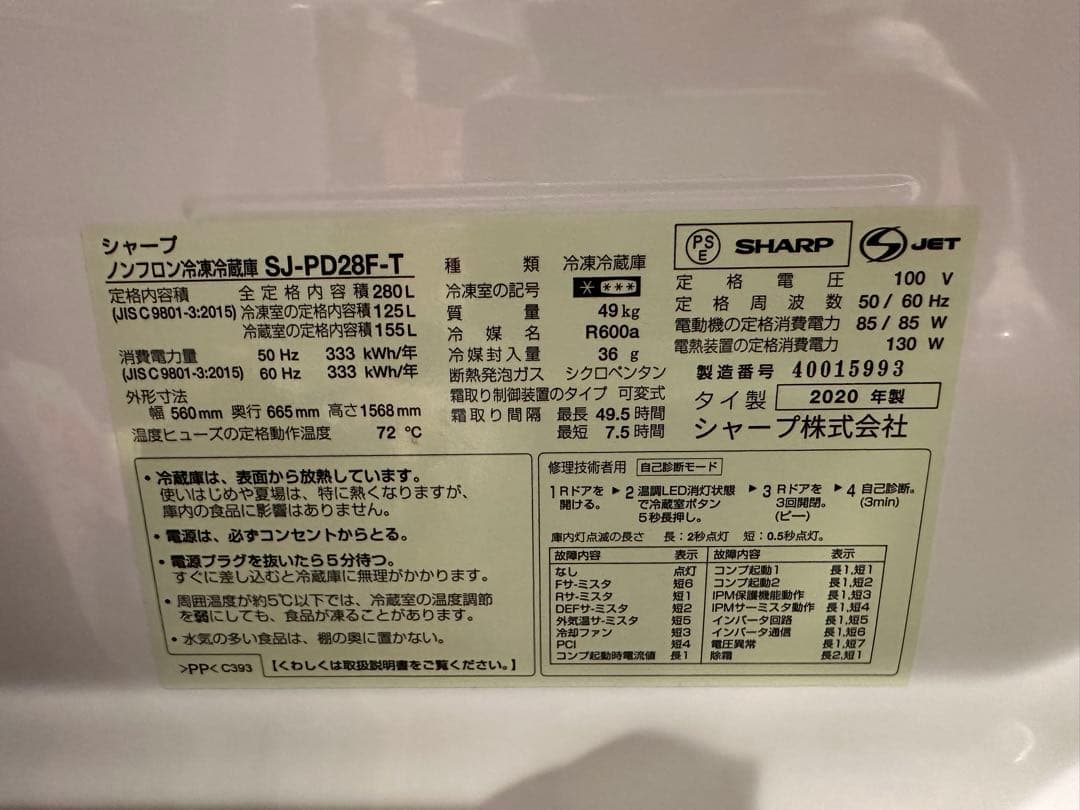 シャープ
ノンフロン冷凍冷蔵庫 SJ-PD28F-T
定格内容積 全定格内容積 280L
(JIS C 9801-3:2015) 冷凍室の定格内容積 125L
冷蔵室の定格内容積 155L
消費電力量 50 Hz 333 kWh/年
(JIS C 9801-3:2015) 60 Hz 333 kWh/年
外形寸法
幅 560mm 奥行 665mm 高さ 1568mm
温度ヒューズの定格動作温度 72 ℃
種類 冷凍冷蔵庫
冷凍室の記号 * ***
質量 49kg
冷媒名 R600a
冷媒封入量 36 g
断熱発泡ガス シクロペンタン
霜取り制御装置のタイプ 可変式
霜取り間隔 最長 49.5 時間
最短 7.5 時間
PS E SHARP JET
定格電圧 100 V
定格周波数 50/60 Hz
電動機の定格消費電力 85/85 W
電熱装置の定格消費電力 130 W
製造番号 40015993
タイ製 2020 年製
シャープ株式会社
・冷蔵庫は、表面から放熱しています。
使いはじめや夏場は、特に熱くなりますが、
庫内の食品に影響はありません。
・電源は、必ずコンセントからとる。
・電源プラグを抜いたら5分待つ。
すぐに差し込むと冷蔵庫に無理がかかります。
・周囲温度が約5℃以下では、冷蔵室の温度調節
を弱にしても、食品が凍ることがあります。
・水気の多い食品は、棚の奥に置かない。
>PP< C393 【くわしくは取扱説明書をご覧ください。】
修理技術者用 自己診断モード
1 Rドアを開ける。 ▶ 2 温調LED消灯状態で冷蔵室ボタン5秒長押し。 ▶ 3 Rドアを3回開閉。(ピー) ▶ 4 自己診断。(3min)
庫内灯点滅の長さ 長：2秒点灯 短：0.5秒点灯。
故障内容 表示 故障内容 表示
なし 点灯 コンプ起動1 長1,短1
Fサ-ミスタ 短6 コンプ起動2 長1,短2
Rサ-ミスタ 短1 IPM保護機能動作 長1,短3
DEFサ-ミスタ 短2 IPMサーミスタ動作 長1,短4
外気温サ-ミスタ 短5 インバータ回路 長1,短5
冷却ファン 短3 インバータ通信 長1,短6
PCI 短4 電圧異常 長1,短7
コンプ起動時電流値 長1 除霜 長2,短1